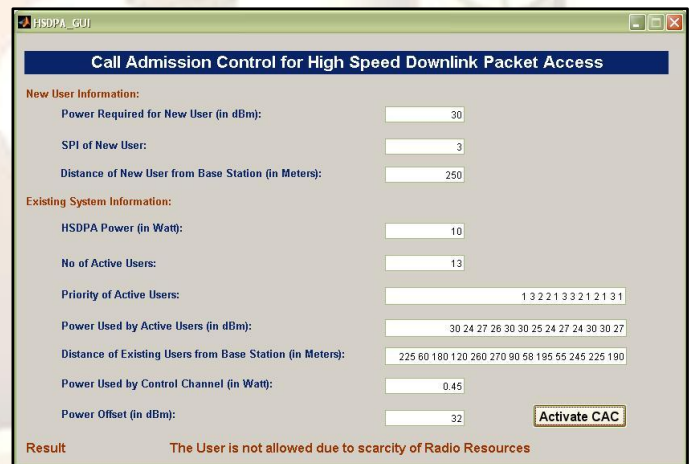 HSDPA_GUI
Call Admission Control for High Speed Downlink Packet Access
New User Information:
Power Required for New User (in dBm): 30
SPI of New User: 3
Distance of New User from Base Station (in Meters): 250
Existing System Information:
HSDPA Power (in Watt): 10
No of Active Users: 13
Priority of Active Users: 1 3 2 2 1 3 3 2 1 2 1 3 1
Power Used by Active Users (in dBm): 30 24 27 26 30 30 25 24 27 24 30 30 27
Distance of Existing Users from Base Station (in Meters): 225 60 180 120 260 270 90 58 195 55 245 225 190
Power Used by Control Channel (in Watt): 0.45
Power Offset (in dBm): 32 Activate CAC
Result The User is not allowed due to scarcity of Radio Resources